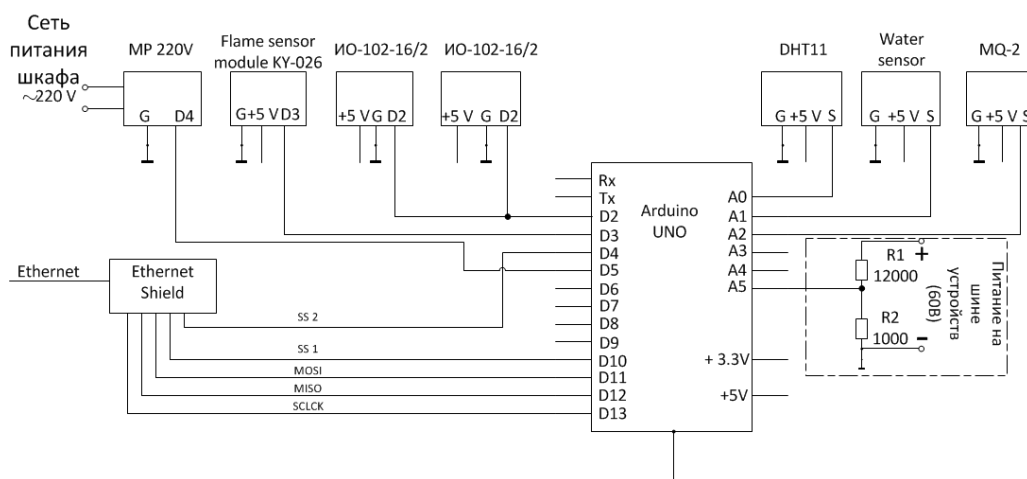 Сеть
питания
шкафа
~220 V
MP 220V
G D4
Flame sensor
module KY-026
G +5 V D3
ИО-102-16/2
+5 V G D2
ИО-102-16/2
+5 V G D2
DHT11
G +5 V S
Water
sensor
G +5 V S
MQ-2
G +5 V S
Ethernet
Ethernet
Shield
SS 2
SS 1
MOSI
MISO
SCLCK
Arduino
UNO
Rx
Tx
D2
D3
D4
D5
D6
D7
D8
D9
D10
D11
D12
D13
A0
A1
A2
A3
A4
A5
+ 3.3V
+5V
R1
12000
R2
1000
+
-
Питание на
шине
устройств
(60В)